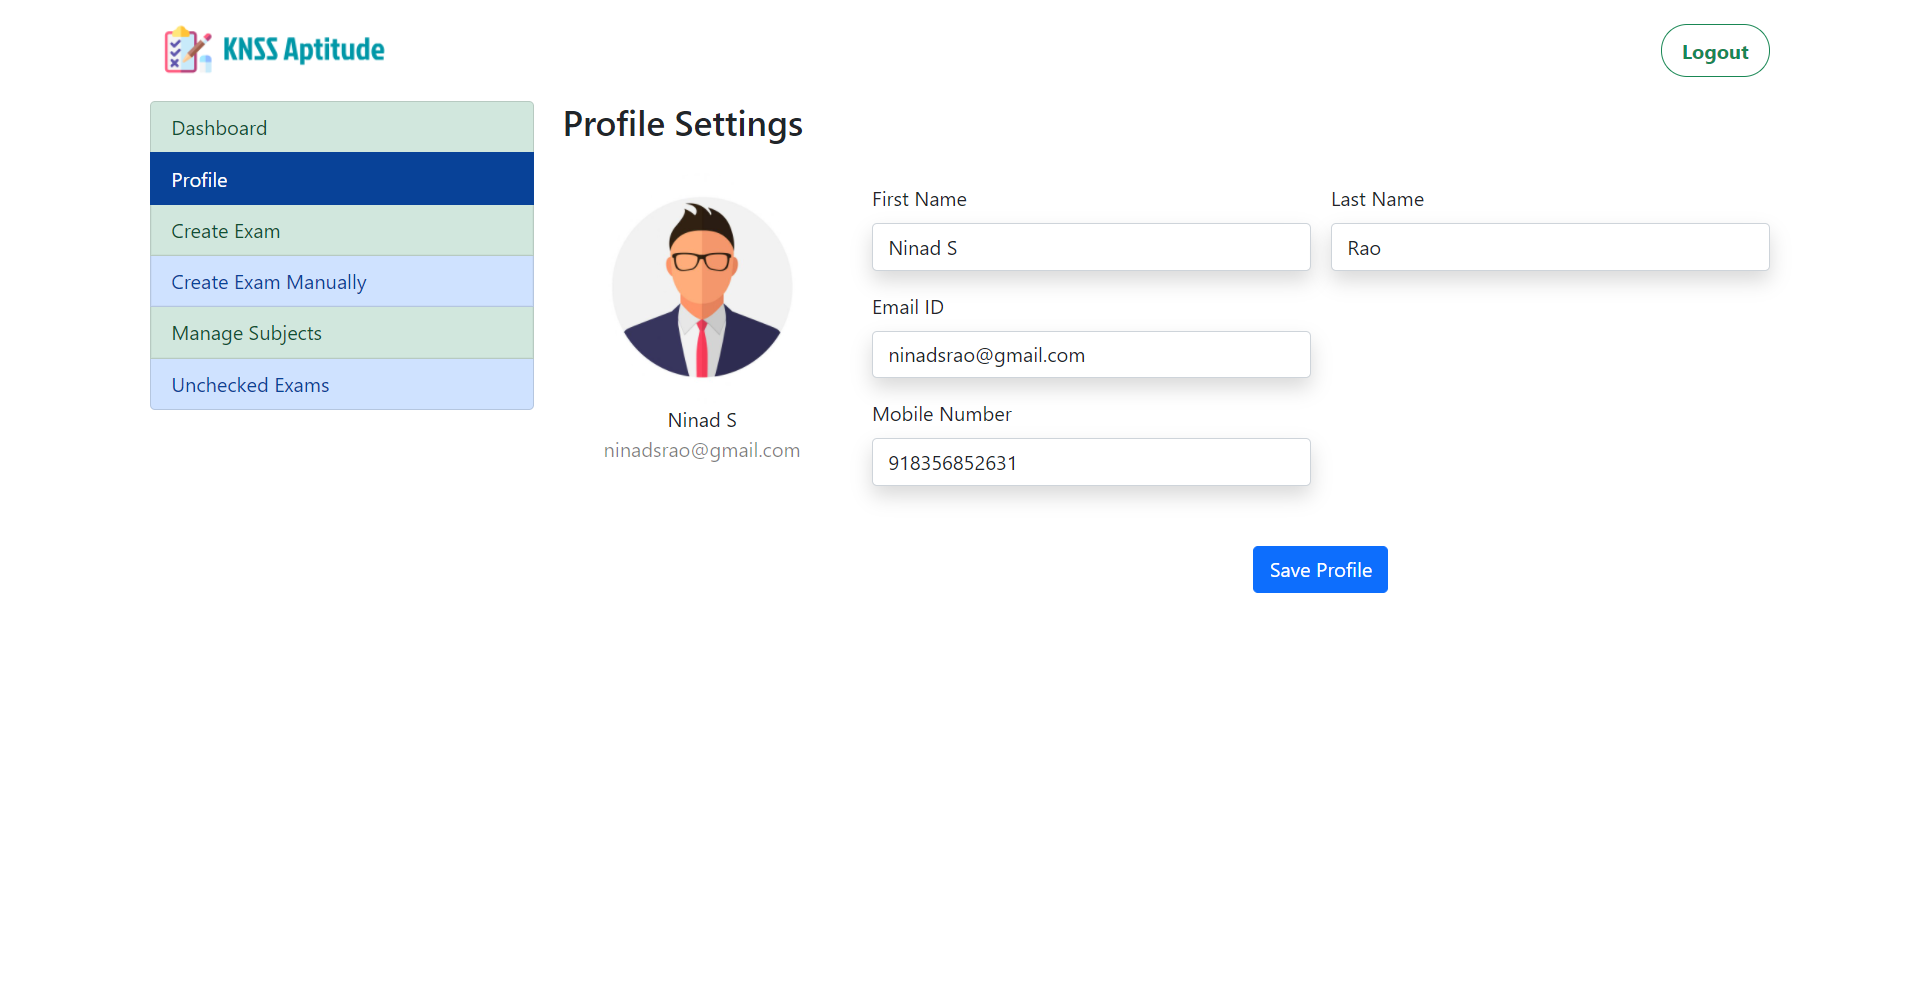 KNSS Aptitude
Logout
Dashboard
Profile
Create Exam
Create Exam Manually
Manage Subjects
Unchecked Exams
Profile Settings
Ninad S
ninadsrao@gmail.com
First Name
Ninad S
Last Name
Rao
Email ID
ninadsrao@gmail.com
Mobile Number
918356852631
Save Profile